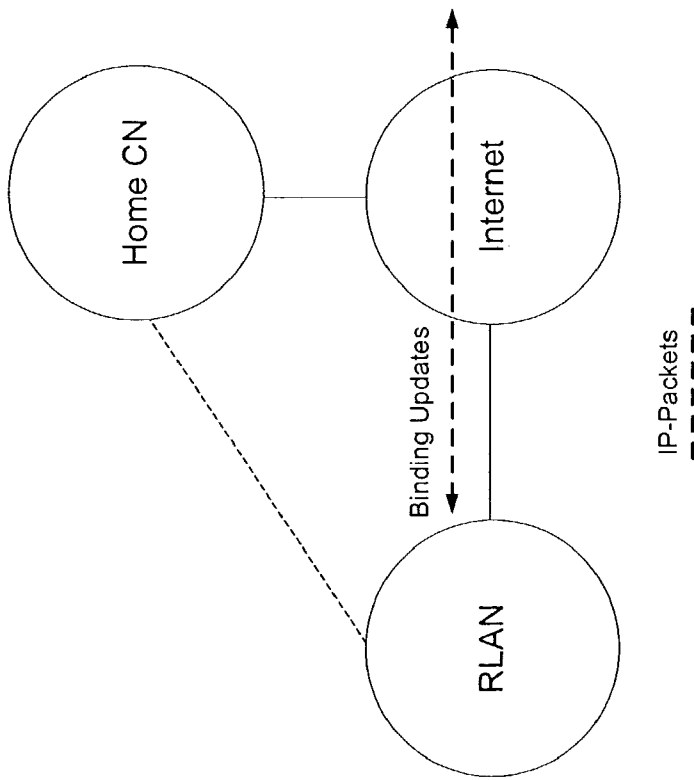 Home CN
Binding Updates
Internet
RLAN
IP-Packets